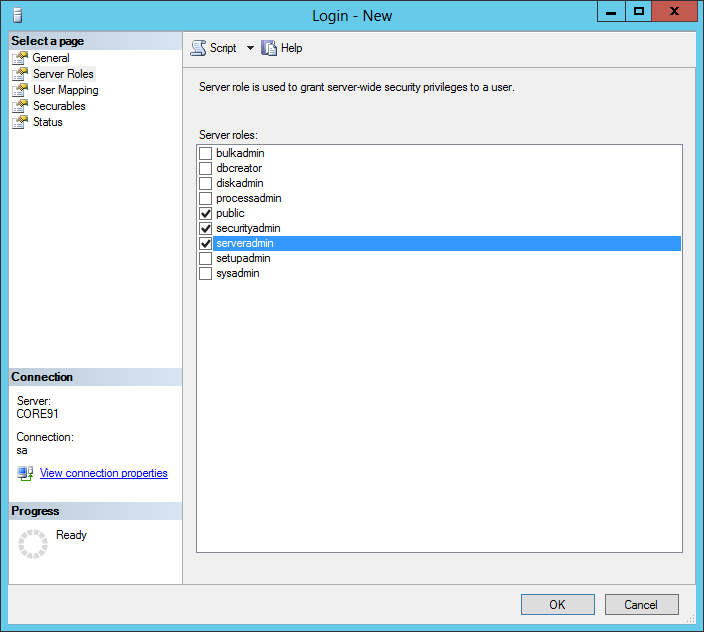 Login - New
Select a page
General
Server Roles
User Mapping
Securables
Status
Script
Help
Server role is used to grant server-wide security privileges to a user.
Server roles:
bulkadmin
dbcreator
diskadmin
processadmin
public
securityadmin
serveradmin
setupadmin
sysadmin
Connection
Server:
CORE91
Connection:
sa
View connection properties
Progress
Ready
OK
Cancel